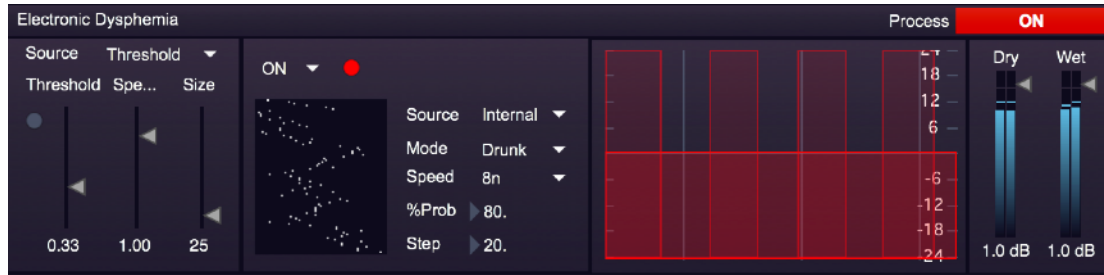 Electronic Dysphemia
Process ON
Source Threshold
Threshold Spe... Size
0.33 1.00 25
ON
Source Internal
Mode Drunk
Speed 8n
%Prob 80.
Step 20.
24
18
12
6
-6
-12
-18
-24
Dry Wet
1.0 dB 1.0 dB